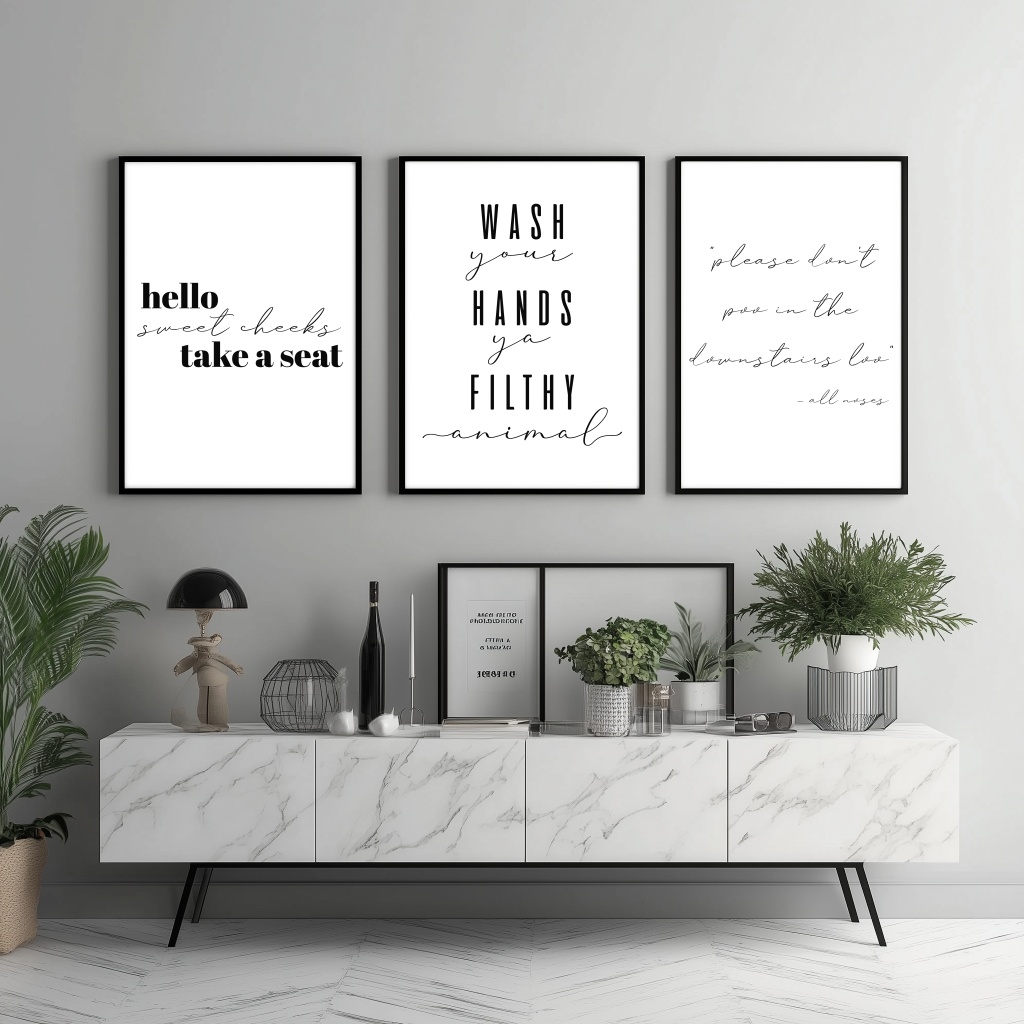 hello
sweet cheeks
take a seat
WASH
your
HANDS
ya
FILTHY
animal
"please don't
poo in the
downstairs loo"
- all noses